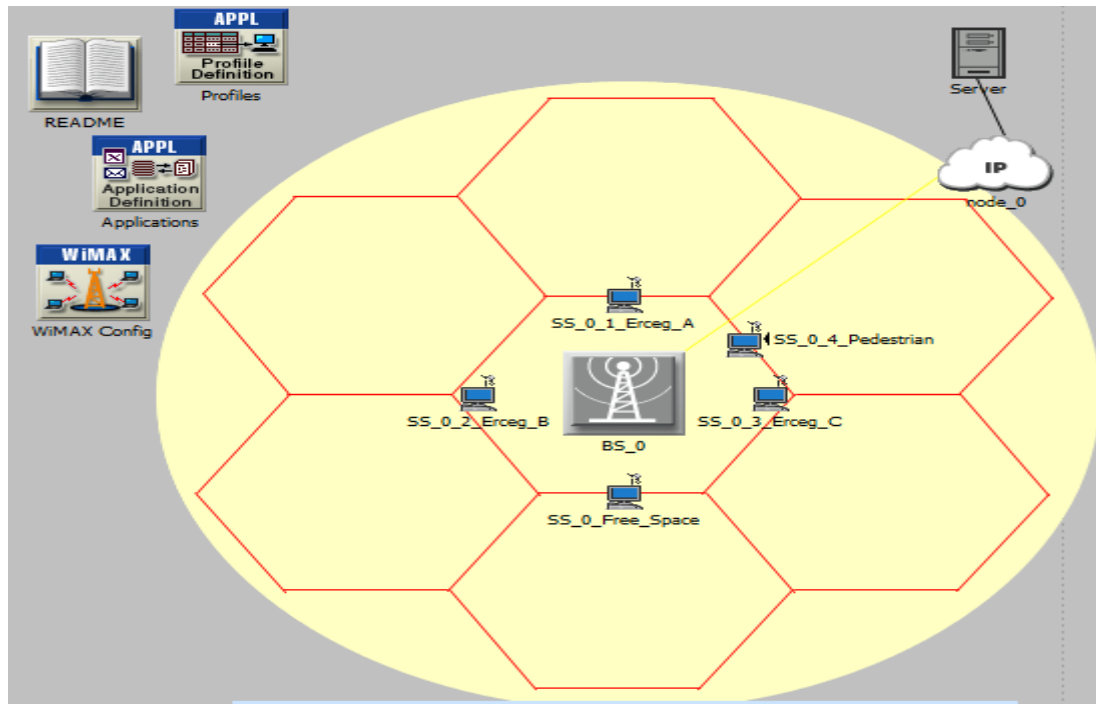 APPL
Profiile
Definition
Profiles
README
APPL
Application
Definition
Applications
WiMAX
WiMAX Config
Server
IP
node_0
SS_0_1_Erceg_A
SS_0_4_Pedestrian
SS_0_2_Erceg_B
SS_0_3_Erceg_C
BS_0
SS_0_Free_Space